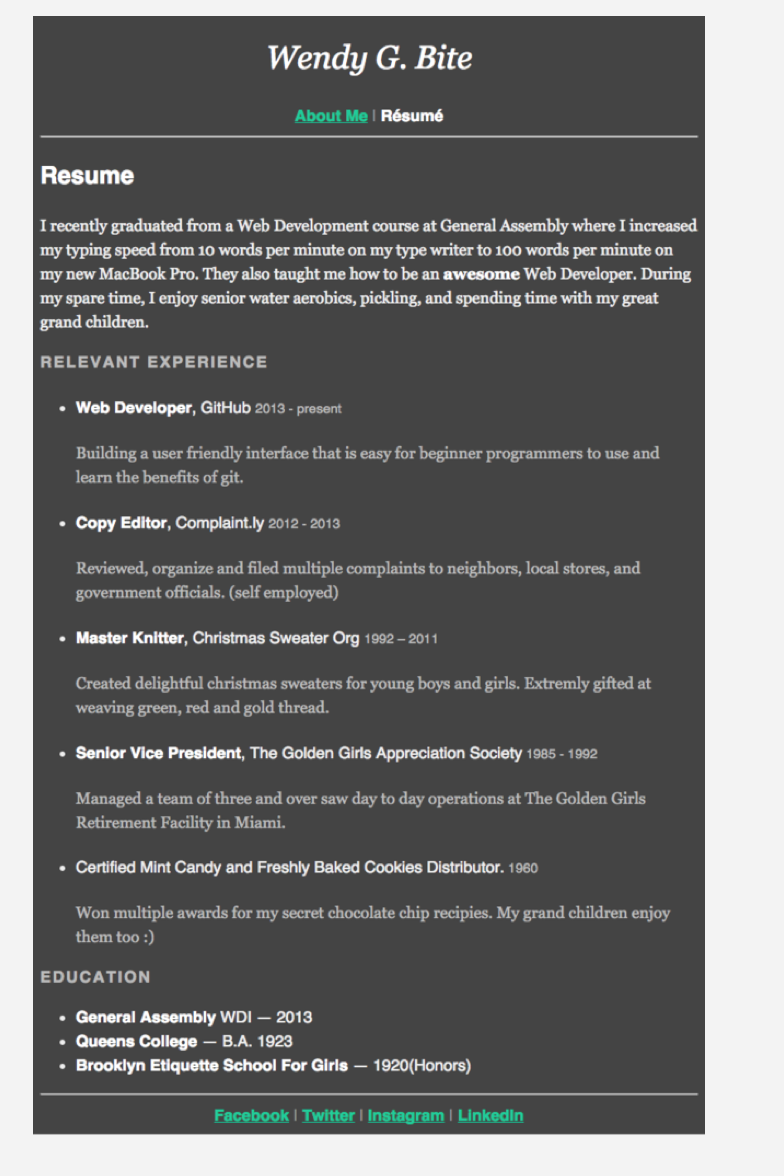 Wendy G. Bite
About Me | Résumé
Resume
I recently graduated from a Web Development course at General Assembly where I increased
my typing speed from 10 words per minute on my type writer to 100 words per minute on
my new MacBook Pro. They also taught me how to be an awesome Web Developer. During
my spare time, I enjoy senior water aerobics, pickling, and spending time with my great
grand children.
RELEVANT EXPERIENCE
• Web Developer, GitHub 2013 - present
Building a user friendly interface that is easy for beginner programmers to use and
learn the benefits of git.
• Copy Editor, Complaint.ly 2012 - 2013
Reviewed, organize and filed multiple complaints to neighbors, local stores, and
government officials. (self employed)
• Master Knitter, Christmas Sweater Org 1992 – 2011
Created delightful christmas sweaters for young boys and girls. Extremly gifted at
weaving green, red and gold thread.
• Senior Vice President, The Golden Girls Appreciation Society 1985 - 1992
Managed a team of three and over saw day to day operations at The Golden Girls
Retirement Facility in Miami.
• Certified Mint Candy and Freshly Baked Cookies Distributor. 1960
Won multiple awards for my secret chocolate chip recipies. My grand children enjoy
them too :)
EDUCATION
• General Assembly WDI — 2013
• Queens College — B.A. 1923
• Brooklyn Etiquette School For Girls — 1920(Honors)
Facebook | Twitter | Instagram | LinkedIn